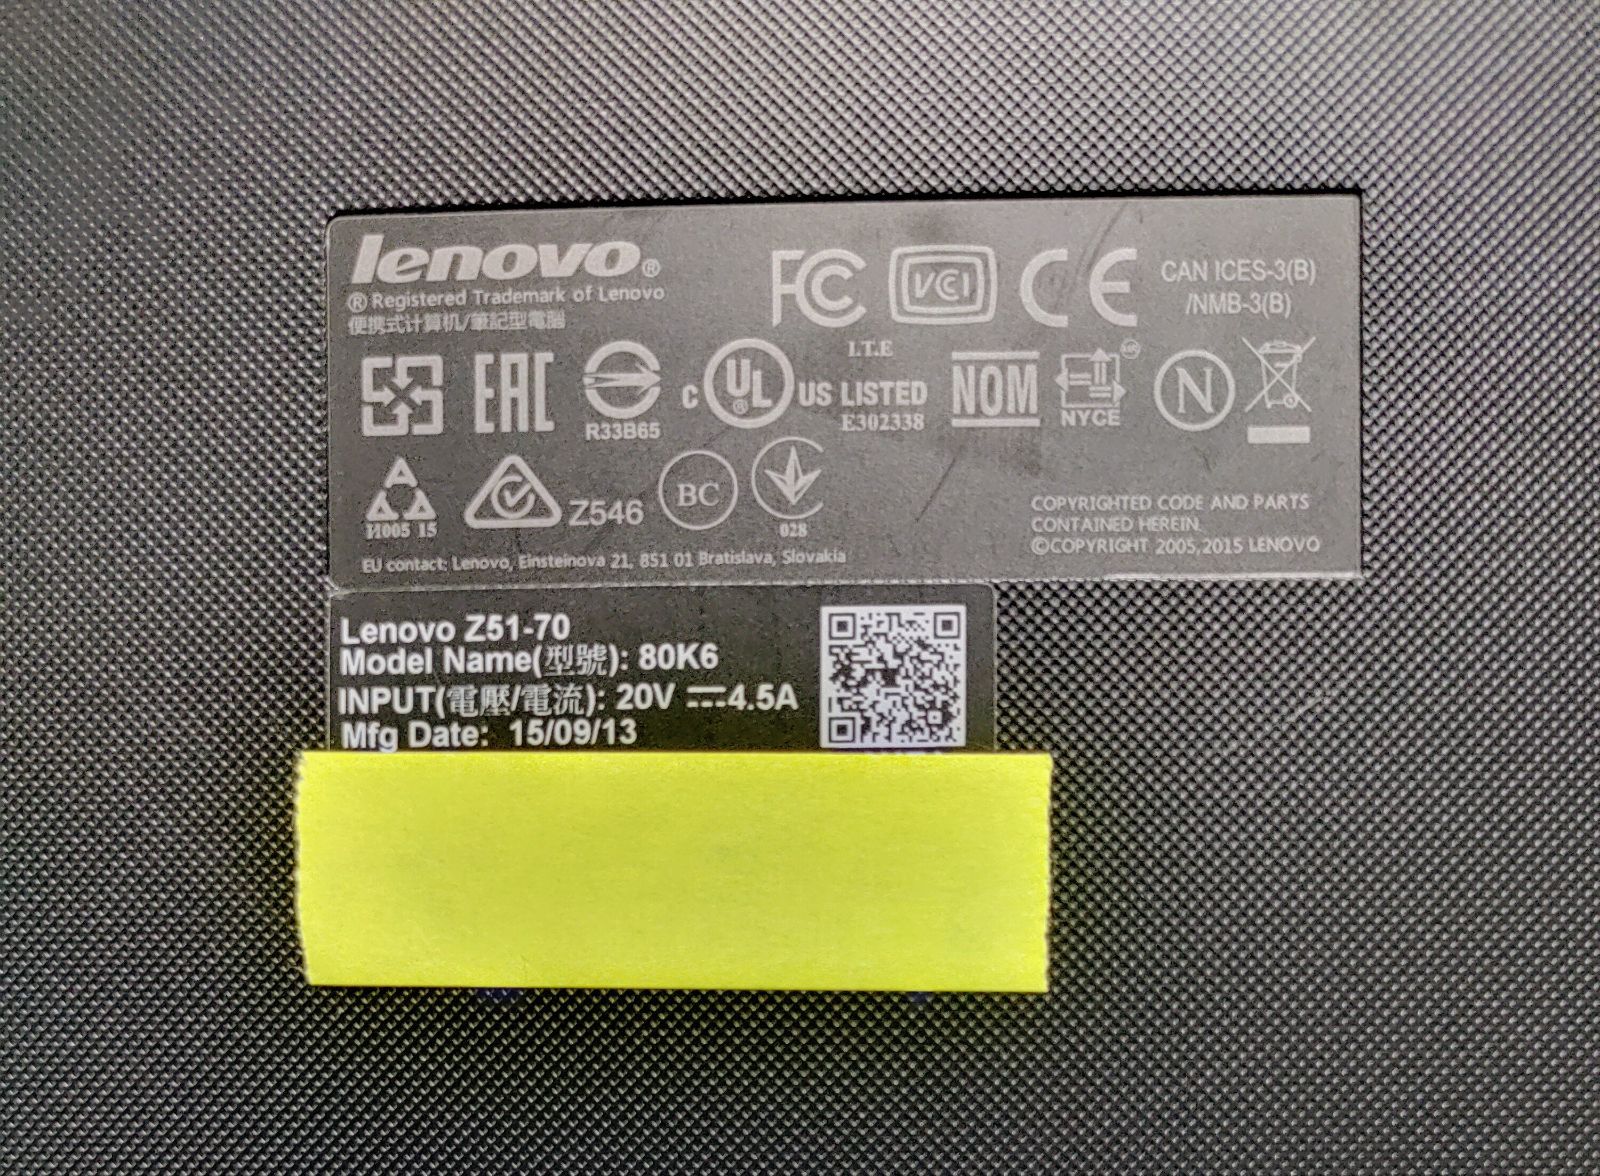 lenovo®
® Registered Trademark of Lenovo
便携式计算机/筆記型電腦
FC VCI CE CAN ICES-3(B)
/NMB-3(B)
EAC R33B65 c UL ® US I.T.E LISTED E302338 NOM NYCE N
И005 15 Z546 BC 028
COPYRIGHTED CODE AND PARTS
CONTAINED HEREIN.
©COPYRIGHT 2005,2015 LENOVO
EU contact: Lenovo, Einsteinova 21, 851 01 Bratislava, Slovakia
Lenovo Z51-70
Model Name(型號): 80K6
INPUT(電壓/電流): 20V ⎓4.5A
Mfg Date: 15/09/13